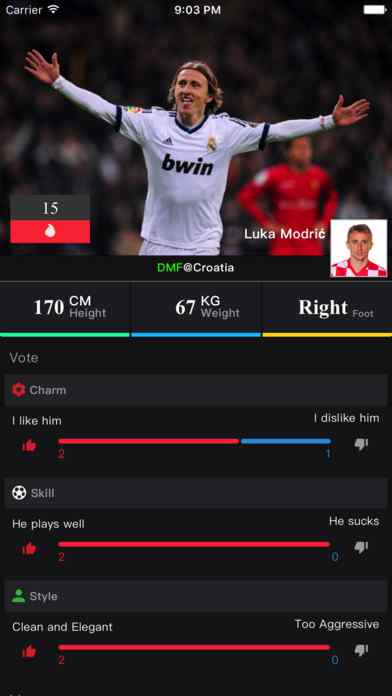 Carrier 9:03 PM
bwin
15
Luka Modrić
DMF@Croatia
170 CM Height
67 KG Weight
Right Foot
Vote
Charm
I like him I dislike him
2 1
Skill
He plays well He sucks
2 0
Style
Clean and Elegant Too Aggressive
2 0